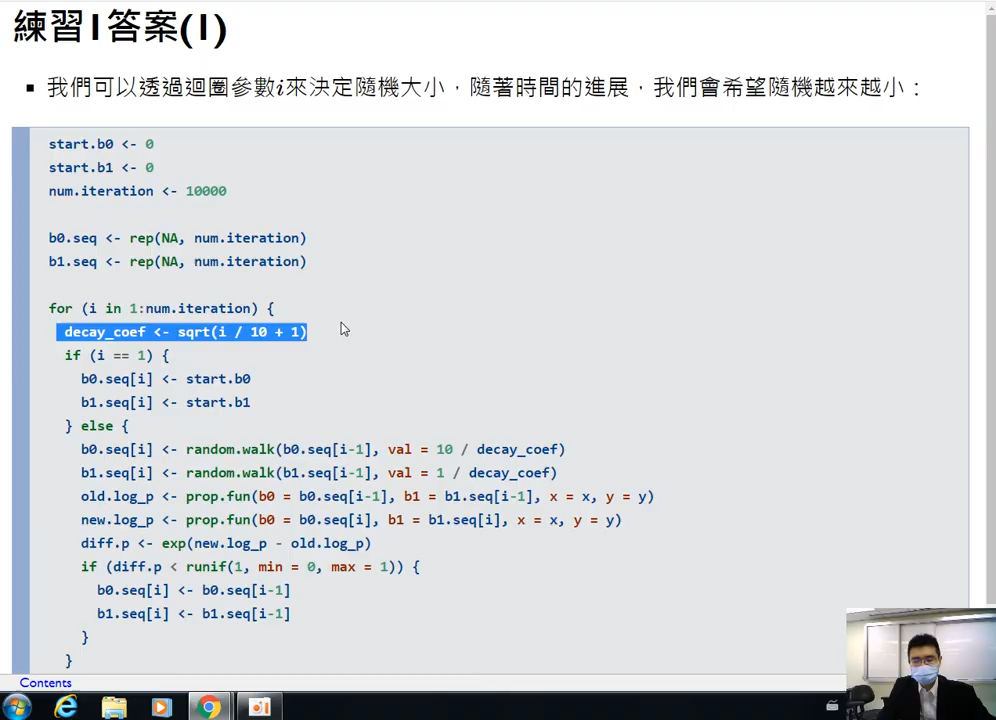 練習1答案(1)
▪ 我們可以透過迴圈參數i來決定隨機大小，隨著時間的進展，我們會希望隨機越來越小：
start.b0 <- 0
start.b1 <- 0
num.iteration <- 10000
b0.seq <- rep(NA, num.iteration)
b1.seq <- rep(NA, num.iteration)
for (i in 1:num.iteration) {
decay_coef <- sqrt(i / 10 + 1)
if (i == 1) {
b0.seq[i] <- start.b0
b1.seq[i] <- start.b1
} else {
b0.seq[i] <- random.walk(b0.seq[i-1], val = 10 / decay_coef)
b1.seq[i] <- random.walk(b1.seq[i-1], val = 1 / decay_coef)
old.log_p <- prop.fun(b0 = b0.seq[i-1], b1 = b1.seq[i-1], x = x, y = y)
new.log_p <- prop.fun(b0 = b0.seq[i], b1 = b1.seq[i], x = x, y = y)
diff.p <- exp(new.log_p - old.log_p)
if (diff.p < runif(1, min = 0, max = 1)) {
b0.seq[i] <- b0.seq[i-1]
b1.seq[i] <- b1.seq[i-1]
}
}
Contents